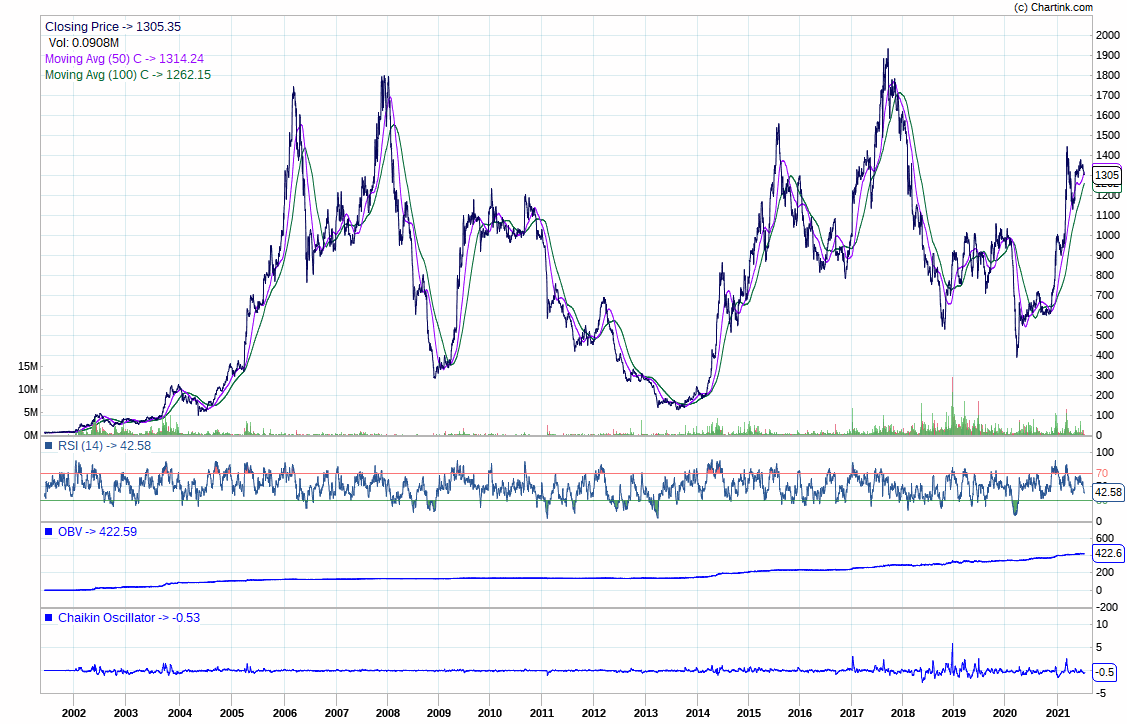 (c) Chartink.com
Closing Price -> 1305.35
Vol: 0.0908M
Moving Avg (50) C -> 1314.24
Moving Avg (100) C -> 1262.15
2000
1900
1800
1700
1600
1500
1400
1305
1200
1100
1000
900
800
700
600
500
400
300
200
100
0
15M
10M
5M
0M
RSI (14) -> 42.58
100
70
42.58
0
OBV -> 422.59
600
422.6
200
0
-200
Chaikin Oscillator -> -0.53
10
5
-0.5
-5
2002 2003 2004 2005 2006 2007 2008 2009 2010 2011 2012 2013 2014 2015 2016 2017 2018 2019 2020 2021